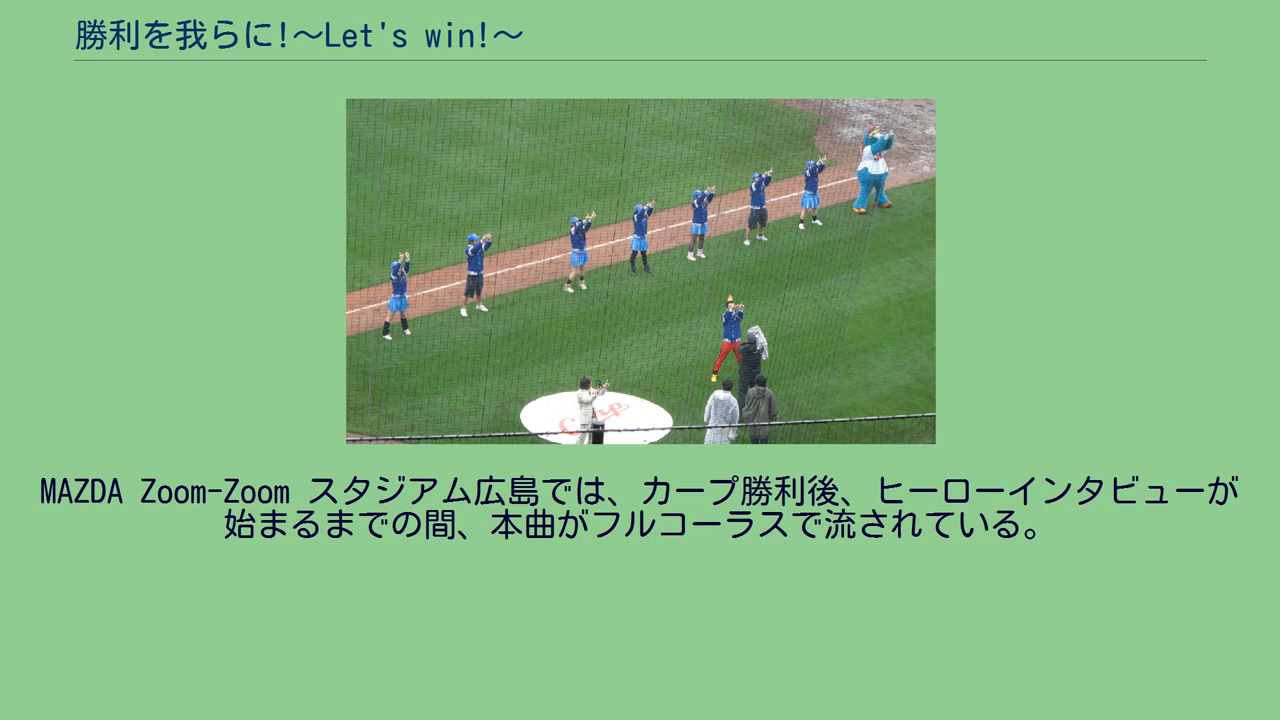 勝利を我らに!～Let's win!～
Carp
MAZDA Zoom-Zoom スタジアム広島では、カープ勝利後、ヒーローインタビューが
始まるまでの間、本曲がフルコーラスで流されている。